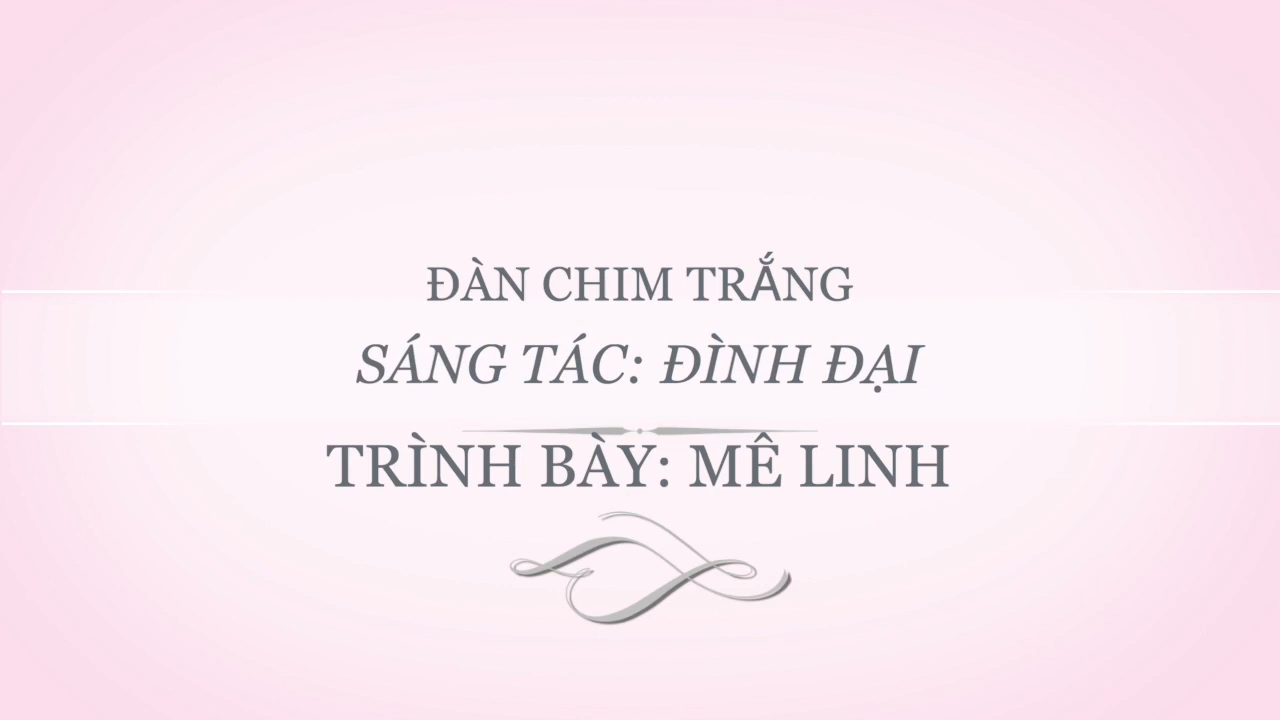 ĐÀN CHIM TRẮNG
SÁNG TÁC: ĐÌNH ĐẠI
TRÌNH BÀY: MÊ LINH